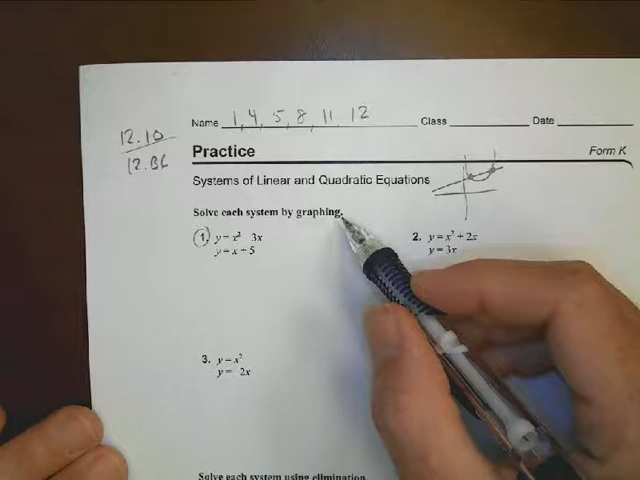 Name 1, 4, 5, 8, 11, 12 Class Date
12.10
12.B6
Practice Form K
Systems of Linear and Quadratic Equations
Solve each system by graphing.
1. y = x² 3x
y = x + 5
2. y = x² + 2x
y = 3x
3. y = x²
y = 2x
Solve each system using elimination.